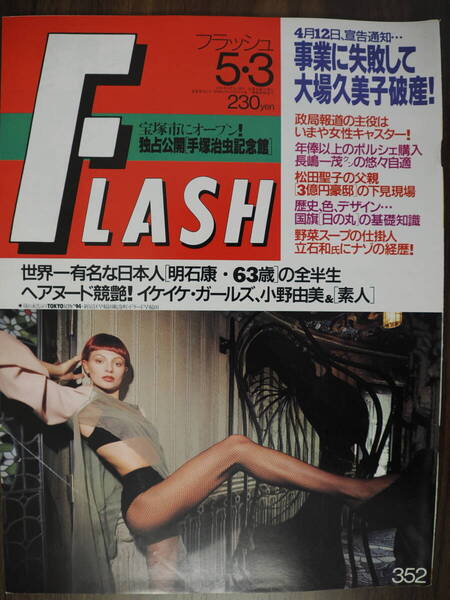 フラッシュ
5・3
230yen
FLASH
宝塚市にオープン!
独占公開[手塚治虫記念館]
4月12日、宣告通知…
事業に失敗して
大場久美子破産!
政局報道の主役は
いまや女性キャスター!
年俸以上のポルシェ購入
長嶋一茂クンの悠々自適
松田聖子の父親
[3億円豪邸]の下見現場
歴史、色、デザイン…
国旗[日の丸]の基礎知識
野菜スープの仕掛人
立石和氏にナゾの経歴!
世界一有名な日本人[明石康・63歳]の全半生
ヘアヌード競艶! イケイケ・ガールズ、小野由美&[素人]
352